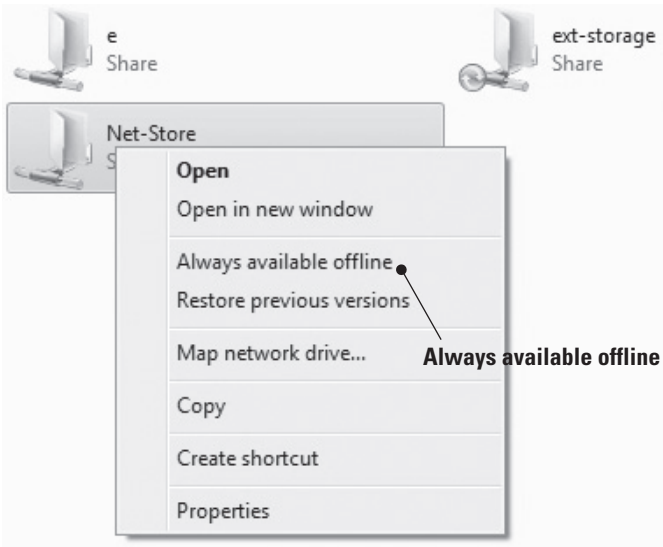 e
Share
ext-storage
Share
Net-Store
Open
Open in new window
Always available offline
Restore previous versions
Map network drive...
Always available offline
Copy
Create shortcut
Properties